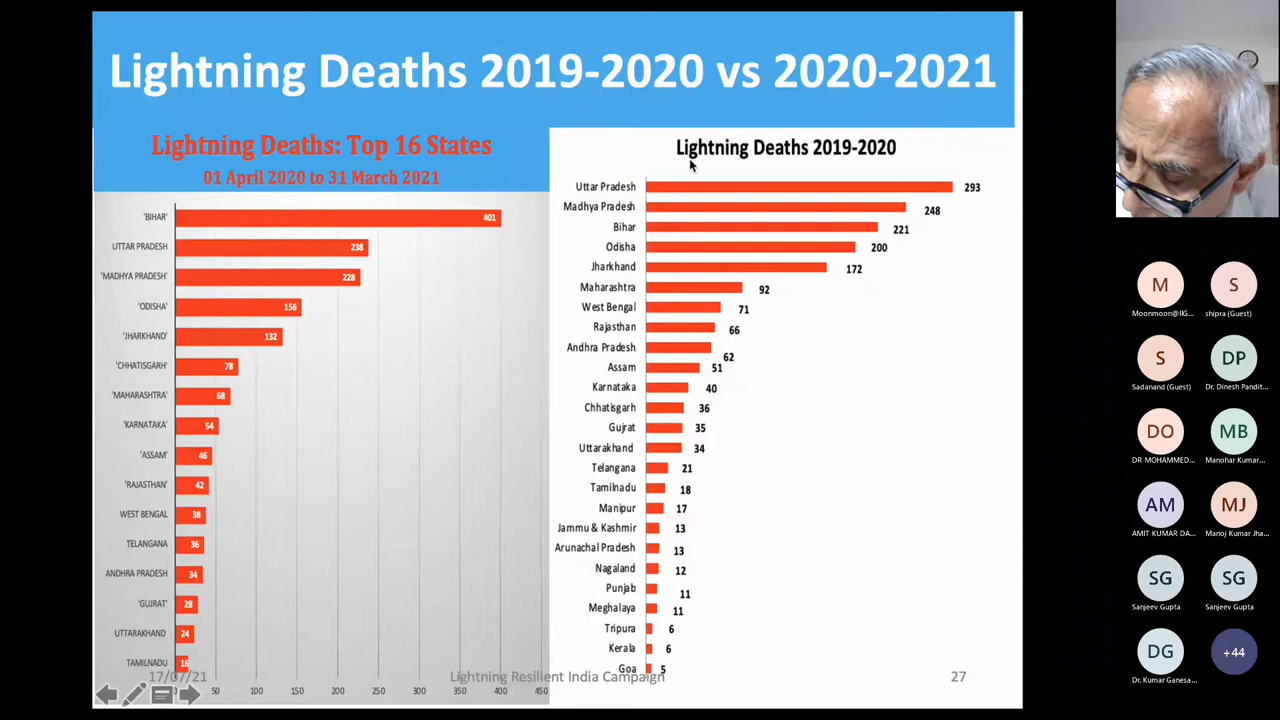 Lightning Deaths 2019-2020 vs 2020-2021
Lightning Deaths: Top 16 States
01 April 2020 to 31 March 2021
'BIHAR' 401
UTTAR PRADESH 238
'MADHYA PRADESH' 228
'ODISHA' 156
'JHARKHAND' 132
'CHHATISGARH' 78
'MAHARASHTRA' 68
'KARNATAKA' 54
'ASSAM' 46
'RAJASTHAN' 42
WEST BENGAL 38
TELANGANA 36
ANDHRA PRADESH 34
'GUJRAT' 28
UTTARAKHAND 24
TAMILNADU 16
0 50 100 150 200 250 300 350 400 450
Lightning Deaths 2019-2020
Uttar Pradesh 293
Madhya Pradesh 248
Bihar 221
Odisha 200
Jharkhand 172
Maharashtra 92
West Bengal 71
Rajasthan 66
Andhra Pradesh 62
Assam 51
Karnataka 40
Chhatisgarh 36
Gujrat 35
Uttarakhand 34
Telangana 21
Tamilnadu 18
Manipur 17
Jammu & Kashmir 13
Arunachal Pradesh 13
Nagaland 12
Punjab 11
Meghalaya 11
Tripura 6
Kerala 6
Goa 5
17/07/21 Lightning Resilient India Campaign 27
M S
Moonmoon@IIG... shipra (Guest)
S DP
Sadanand (Guest) Dr. Dinesh Pandit...
DO MB
DR MOHAMMED... Manohar Kumar...
AM MJ
AMIT KUMAR DA... Manoj Kumar Jha...
SG SG
Sanjeev Gupta Sanjeev Gupta
DG +44
Dr. Kumar Ganesa...